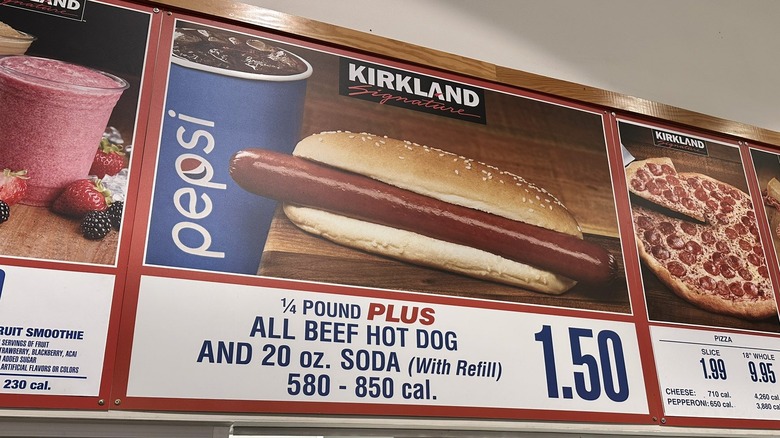 KIRKLAND
Signature
pepsi
¼ POUND PLUS
ALL BEEF HOT DOG
AND 20 oz. SODA (With Refill)
580 - 850 cal.
1.50
RUIT SMOOTHIE
SERVINGS OF FRUIT
TRAWBERRY, BLACKBERRY, ACAI
ADDED SUGAR
ARTIFICIAL FLAVORS OR COLORS
230 cal.
KIRKLAND
Signature
PIZZA
SLICE 18" WHOLE
1.99 9.95
CHEESE: 710 cal. 4,260 cal.
PEPPERONI: 650 cal. 3,880